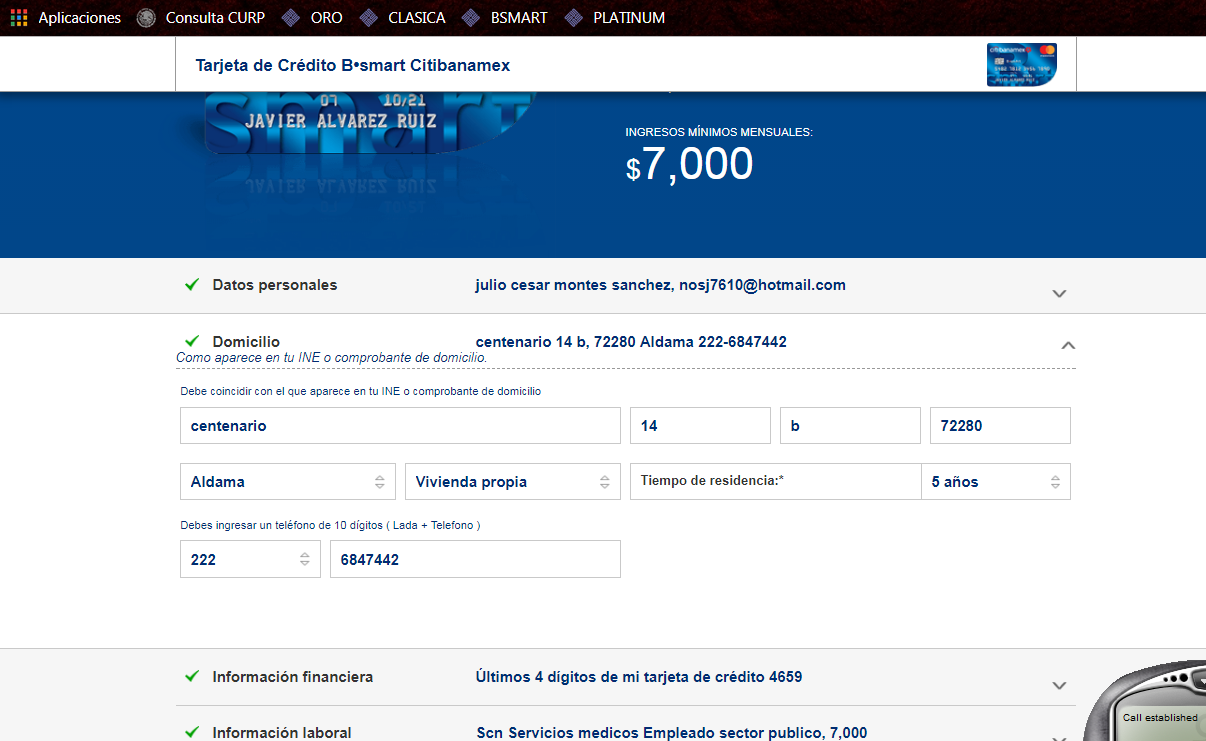 Aplicaciones Consulta CURP ORO CLASICA BSMART PLATINUM
Tarjeta de Crédito B•smart Citibanamex
citibanamex
smart
07 10/21
JAVIER ALVAREZ RUIZ
INGRESOS MÍNIMOS MENSUALES:
$7,000
Datos personales julio cesar montes sanchez, nosj7610@hotmail.com
Domicilio centenario 14 b, 72280 Aldama 222-6847442
Como aparece en tu INE o comprobante de domicilio.
Debe coincidir con el que aparece en tu INE o comprobante de domicilio
centenario 14 b 72280
Aldama Vivienda propia Tiempo de residencia:* 5 años
Debes ingresar un teléfono de 10 dígitos ( Lada + Telefono )
222 6847442
Información financiera Últimos 4 dígitos de mi tarjeta de crédito 4659
Call established
Información laboral Scn Servicios medicos Empleado sector publico, 7,000